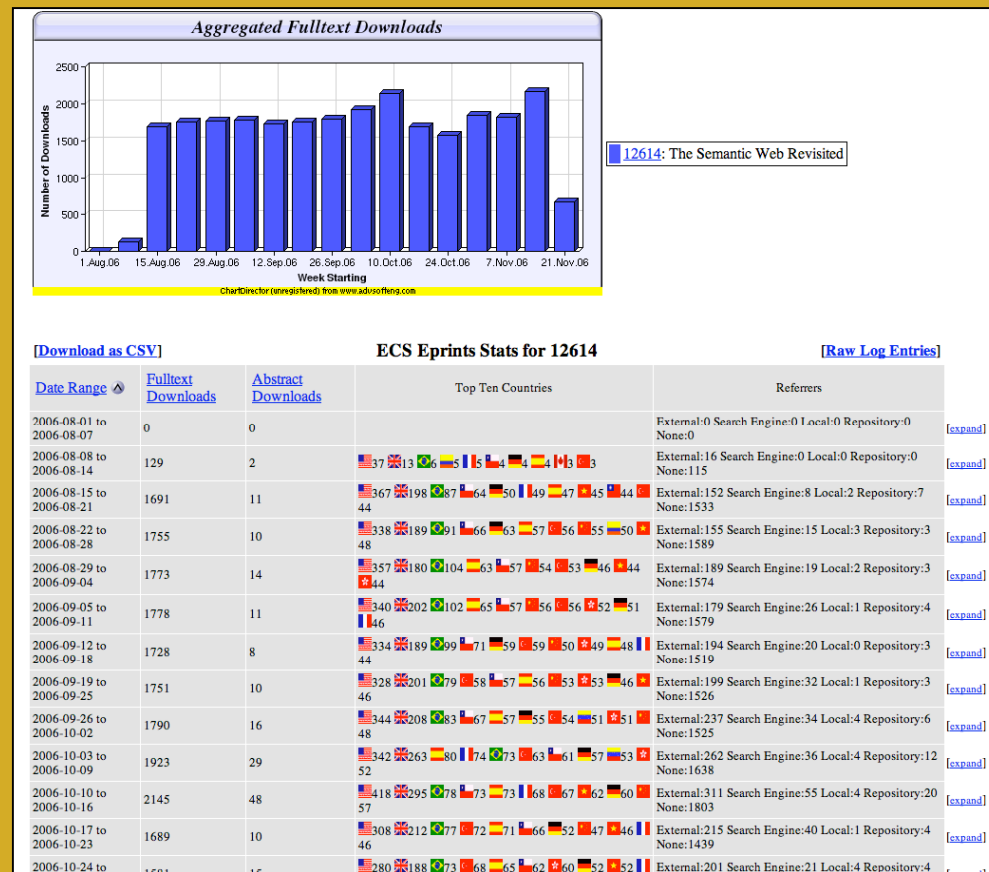 Aggregated Fulltext Downloads
Number of Downloads
2500
2000
1500
1000
500
0
1.Aug.06 15.Aug.06 29.Aug.06 12.Sep.06 26.Sep.06 10.Oct.06 24.Oct.06 7.Nov.06 21.Nov.06
Week Starting
ChartDirector (unregistered) from www.advsofteng.com
12614: The Semantic Web Revisited
[Download as CSV] ECS Eprints Stats for 12614 [Raw Log Entries]
Date Range Fulltext Downloads Abstract Downloads Top Ten Countries Referrers
2006-08-01 to 0 0 External:0 Search Engine:0 Local:0 Repository:0 [expand]
2006-08-07 None:0
2006-08-08 to 129 2 37 13 6 5 5 4 4 4 3 3 External:16 Search Engine:0 Local:0 Repository:0 [expand]
2006-08-14 None:115
2006-08-15 to 1691 11 367 198 87 64 50 49 47 45 44 External:152 Search Engine:8 Local:2 Repository:7 [expand]
2006-08-21 44 None:1533
2006-08-22 to 1755 10 338 189 91 66 63 57 56 55 50 External:155 Search Engine:15 Local:3 Repository:3 [expand]
2006-08-28 48 None:1589
2006-08-29 to 1773 14 357 180 104 63 57 54 53 46 44 External:189 Search Engine:19 Local:2 Repository:3 [expand]
2006-09-04 44 None:1574
2006-09-05 to 1778 11 340 202 102 65 57 56 56 52 51 External:179 Search Engine:26 Local:1 Repository:4 [expand]
2006-09-11 46 None:1579
2006-09-12 to 1728 8 334 189 99 71 59 59 50 49 48 External:194 Search Engine:20 Local:0 Repository:3 [expand]
2006-09-18 44 None:1519
2006-09-19 to 1751 10 328 201 79 58 57 56 53 53 46 External:199 Search Engine:32 Local:1 Repository:3 [expand]
2006-09-25 46 None:1526
2006-09-26 to 1790 16 344 208 83 67 57 55 54 51 51 External:237 Search Engine:34 Local:4 Repository:6 [expand]
2006-10-02 48 None:1525
2006-10-03 to 1923 29 342 263 80 74 73 63 61 57 53 External:262 Search Engine:36 Local:4 Repository:12 [expand]
2006-10-09 52 None:1638
2006-10-10 to 2145 48 418 295 78 73 73 68 67 62 60 External:311 Search Engine:55 Local:4 Repository:20 [expand]
2006-10-16 57 None:1803
2006-10-17 to 1689 10 308 212 77 72 71 66 52 47 46 External:215 Search Engine:40 Local:1 Repository:4 [expand]
2006-10-23 46 None:1439
2006-10-24 to 280 188 73 68 65 62 60 52 52 External:201 Search Engine:21 Local:4 Repository:4